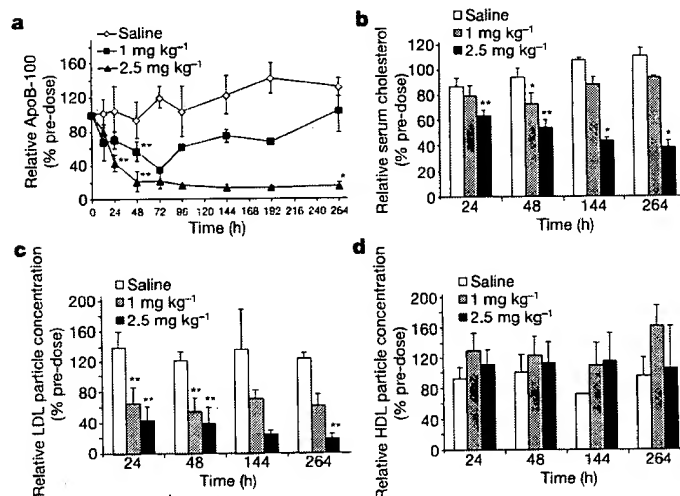 a
Saline
1 mg kg⁻¹
2.5 mg kg⁻¹
Relative ApoB-100
(% pre-dose)
160
120
80
40
0
**
**
**
*
0 24 48 72 96 120 144 168 192 216 240 264
Time (h)
b
Saline
1 mg kg⁻¹
2.5 mg kg⁻¹
Relative serum cholesterol
(% pre-dose)
120
100
80
60
40
20
0
**
*
**
*
*
24 48 144 264
Time (h)
c
Saline
1 mg kg⁻¹
2.5 mg kg⁻¹
Relative LDL particle concentration
(% pre-dose)
200
160
120
80
40
0
**
**
**
**
**
24 48 144 264
Time (h)
d
Saline
1 mg kg⁻¹
2.5 mg kg⁻¹
Relative HDL particle concentration
(% pre-dose)
200
160
120
80
40
0
24 48 144 264
Time (h)